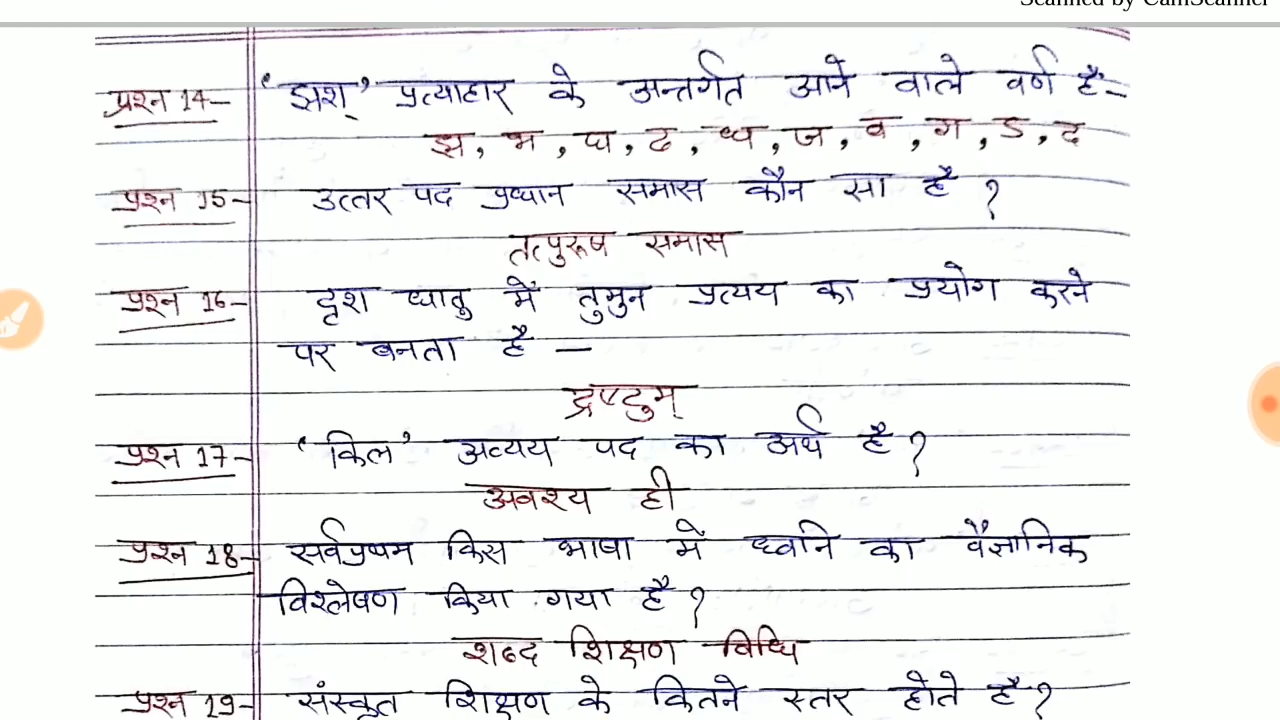 Scanned by CamScanner
प्रश्न 14– 'झश्' प्रत्याहार के अन्तर्गत आने वाले वर्ण हैं–
झ, भ, घ, ढ, ध, ज, व, ग, ड, द
प्रश्न 15– उत्तर पद प्रधान समास कौन सा है ?
तत्पुरुष समास
प्रश्न 16– दृश धातु में तुमुन प्रत्यय का प्रयोग करने
पर बनता है –
द्रष्टुम्
प्रश्न 17– 'किल' अव्यय पद का अर्थ है ?
अवश्य ही
प्रश्न 18– सर्वप्रथम किस भाषा में ध्वनि का वैज्ञानिक
विश्लेषण किया गया है ?
शब्द शिक्षण विधि
प्रश्न 19– संस्कृत शिक्षण के कितने स्तर होते है ?